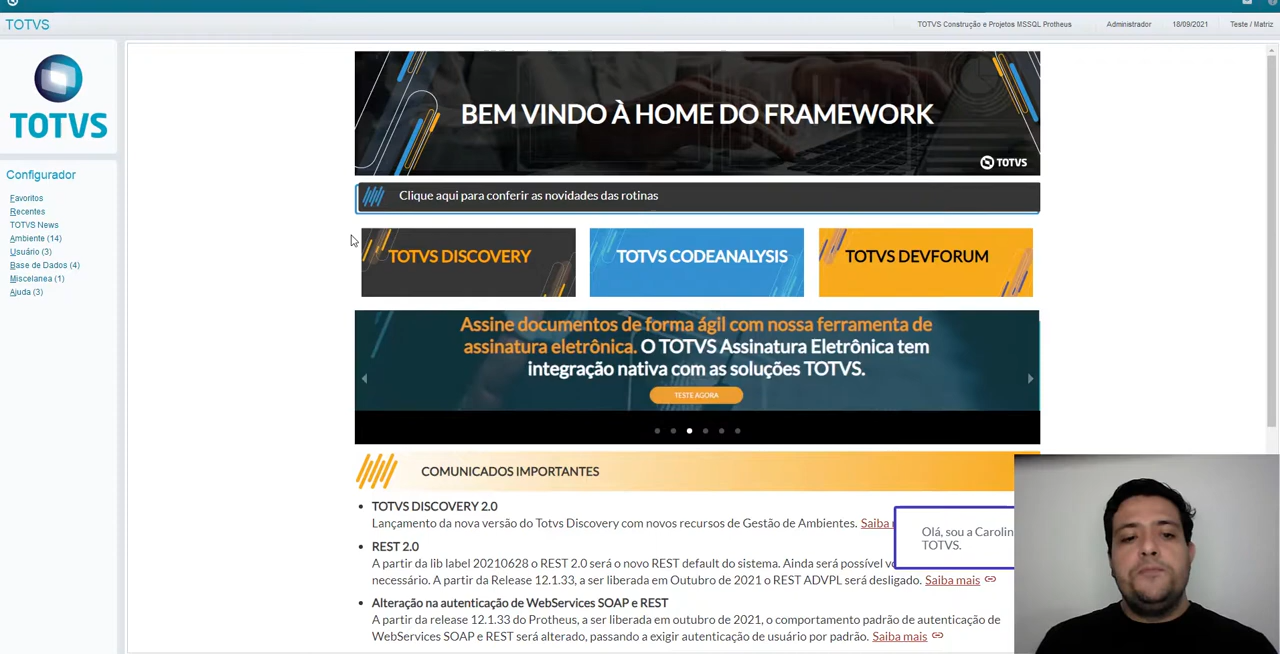 TOTVS
TOTVS Construção e Projetos MSSQL Protheus
Administrador
18/09/2021
Teste / Matriz
TOTVS
Configurador
Favoritos
Recentes
TOTVS News
Ambiente (14)
Usuário (3)
Base de Dados (4)
Miscelanea (1)
Ajuda (3)
BEM VINDO À HOME DO FRAMEWORK
TOTVS
Clique aqui para conferir as novidades das rotinas
TOTVS DISCOVERY
TOTVS CODEANALYSIS
TOTVS DEVFORUM
Assine documentos de forma ágil com nossa ferramenta de
assinatura eletrônica. O TOTVS Assinatura Eletrônica tem
integração nativa com as soluções TOTVS.
TESTE AGORA
COMUNICADOS IMPORTANTES
TOTVS DISCOVERY 2.0
Lançamento da nova versão do Totvs Discovery com novos recursos de Gestão de Ambientes. Saiba
REST 2.0
A partir da lib label 20210628 o REST 2.0 será o novo REST default do sistema. Ainda será possível
necessário. A partir da Release 12.1.33, a ser liberada em Outubro de 2021 o REST ADVPL será desligado. Saiba mais
Alteração na autenticação de WebServices SOAP e REST
A partir da release 12.1.33 do Protheus, a ser liberada em outubro de 2021, o comportamento padrão de autenticação de
WebServices SOAP e REST será alterado, passando a exigir autenticação de usuário por padrão. Saiba mais
Olá, sou a Carolin
TOTVS.